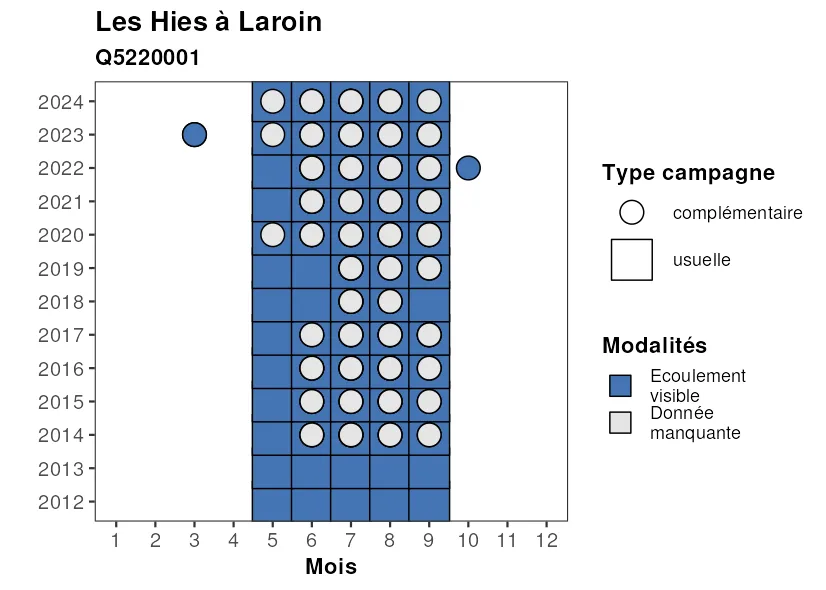 Les Hies à Laroin
Q5220001
2024
2023
2022
2021
2020
2019
2018
2017
2016
2015
2014
2013
2012
1 2 3 4 5 6 7 8 9 10 11 12
Mois
Type campagne
complémentaire
usuelle
Modalités
Ecoulement
visible
Donnée
manquante